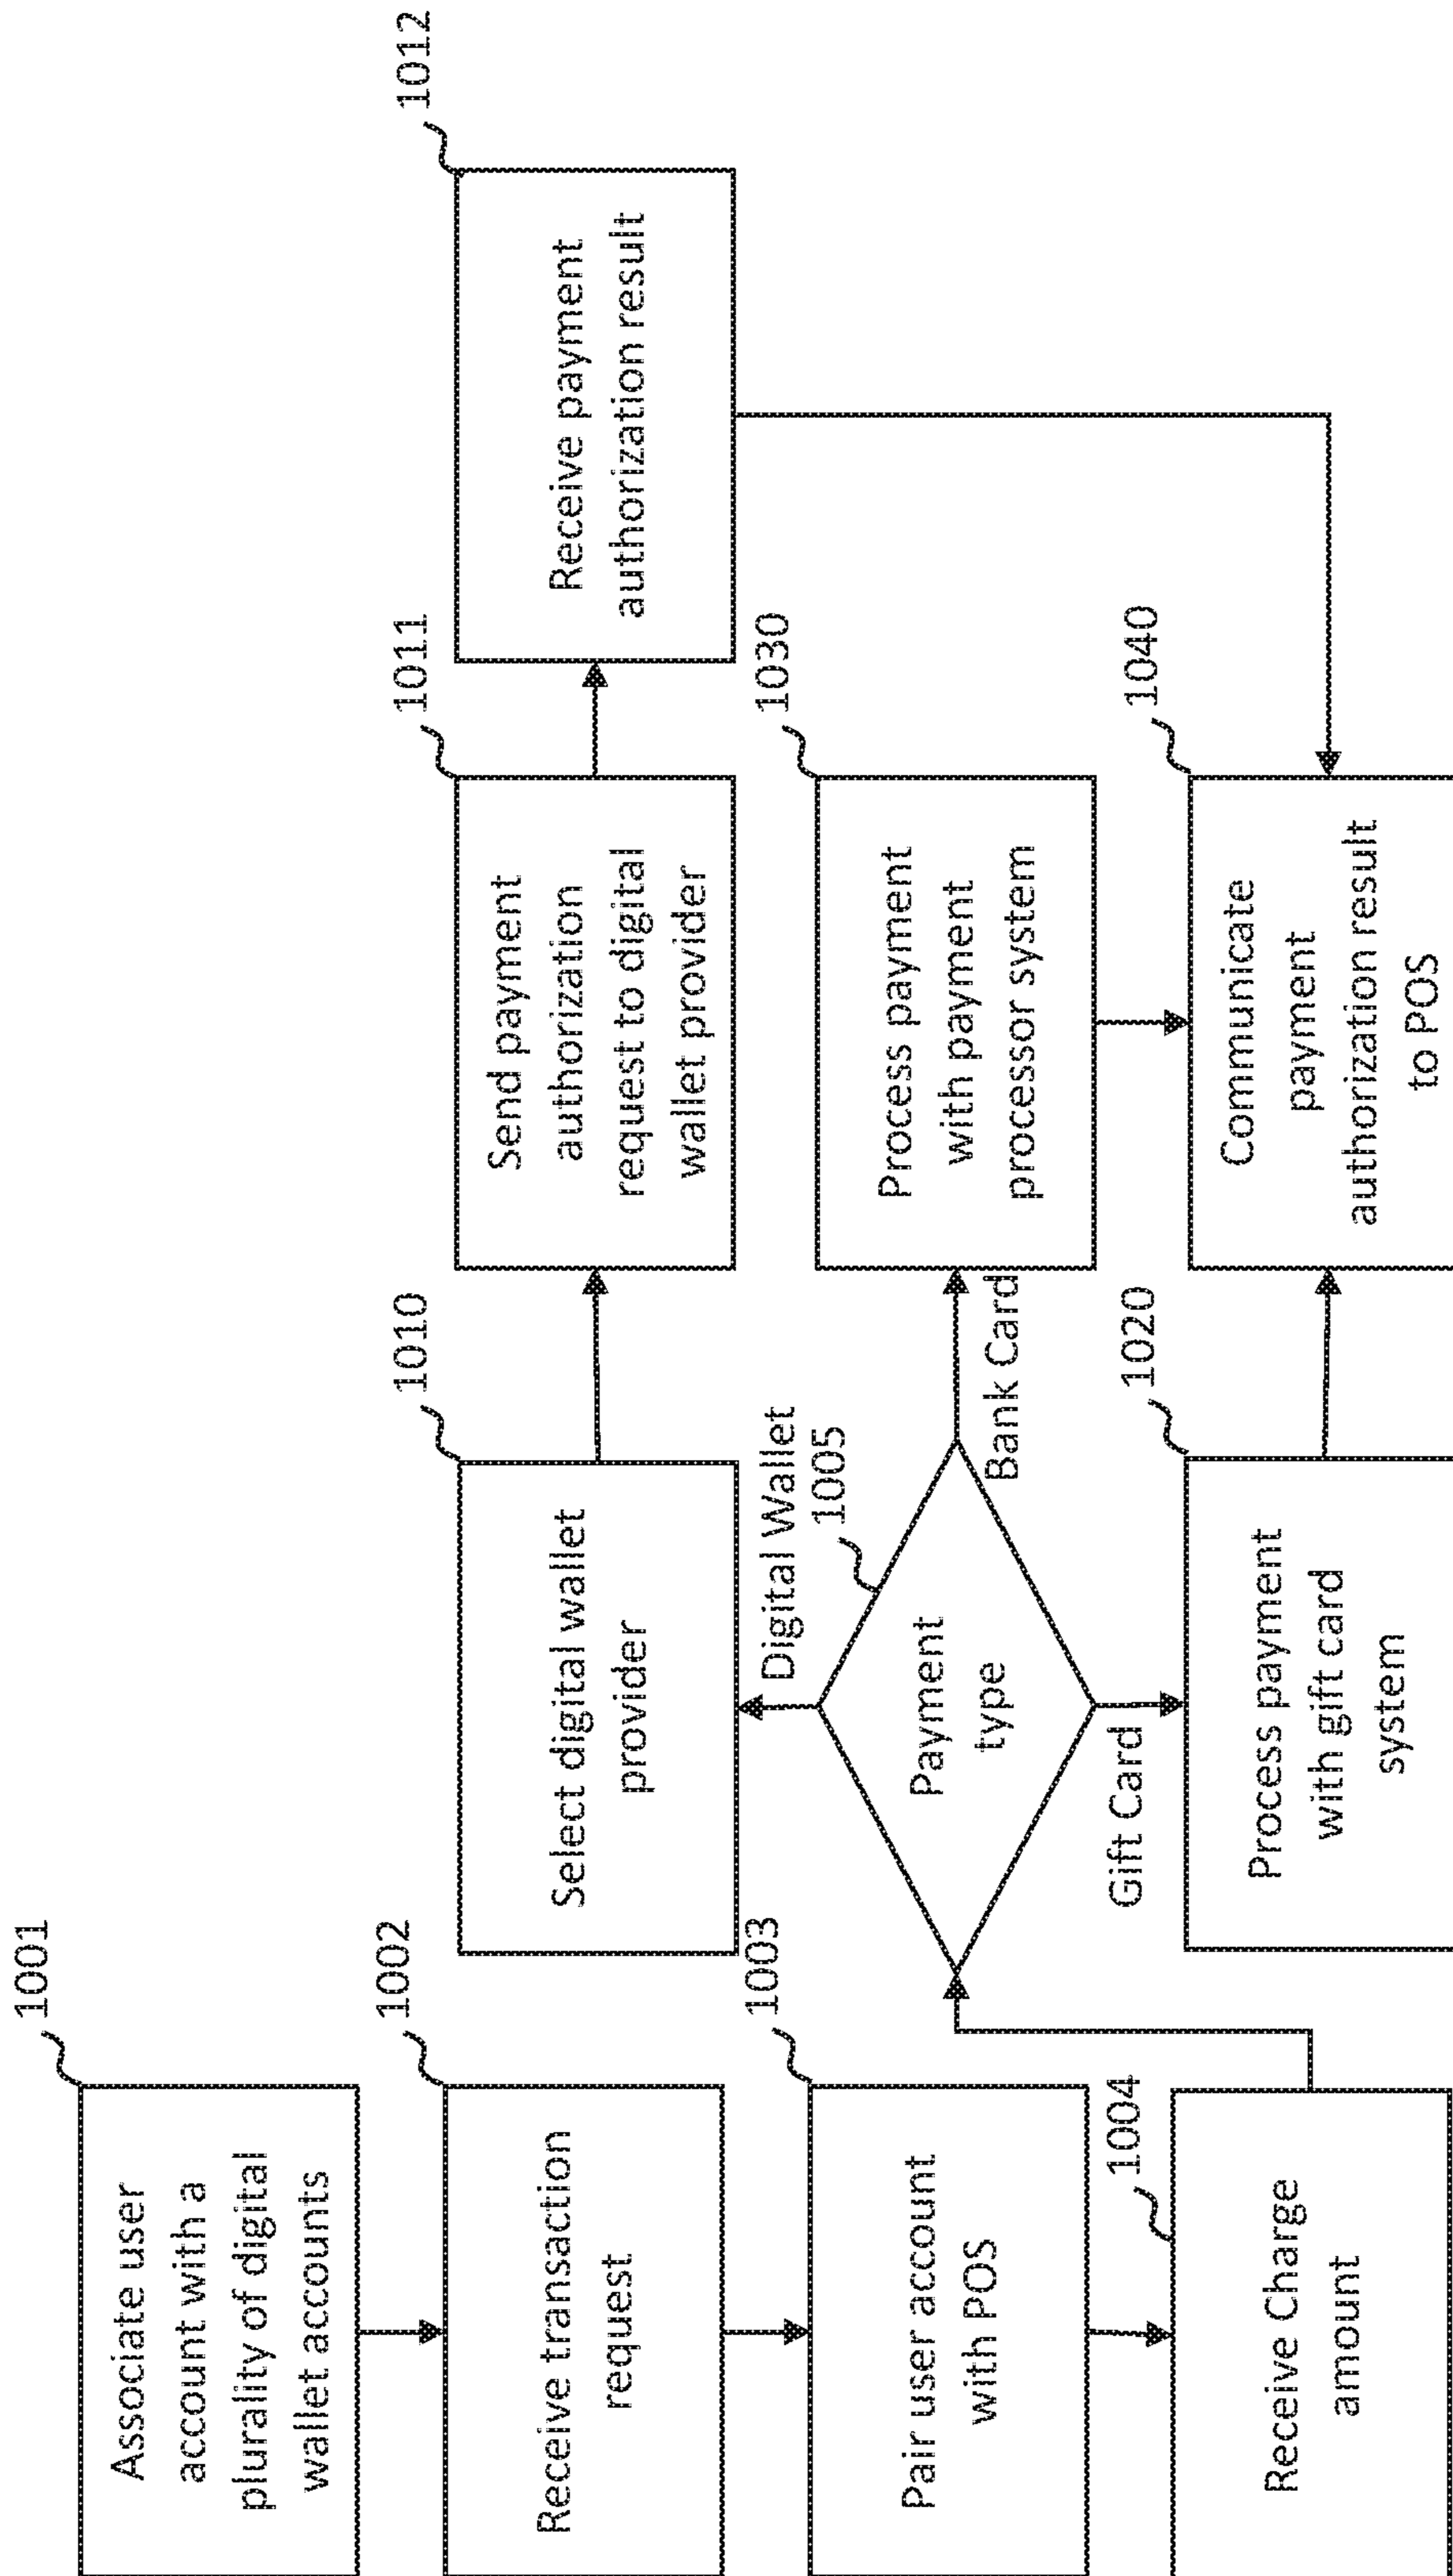 1001
Associate user
account with a
plurality of digital
wallet accounts
1002
Receive transaction
request
1003
Pair user account
with POS
1004
Receive Charge
amount
1005
Payment
type
Digital Wallet
1010
Select digital wallet
provider
1011
Send payment
authorization
request to digital
wallet provider
1012
Receive payment
authorization result
Gift Card
1020
Process payment
with gift card
system
Bank Card
1030
Process payment
with payment
processor system
1040
Communicate
payment
authorization result
to POS